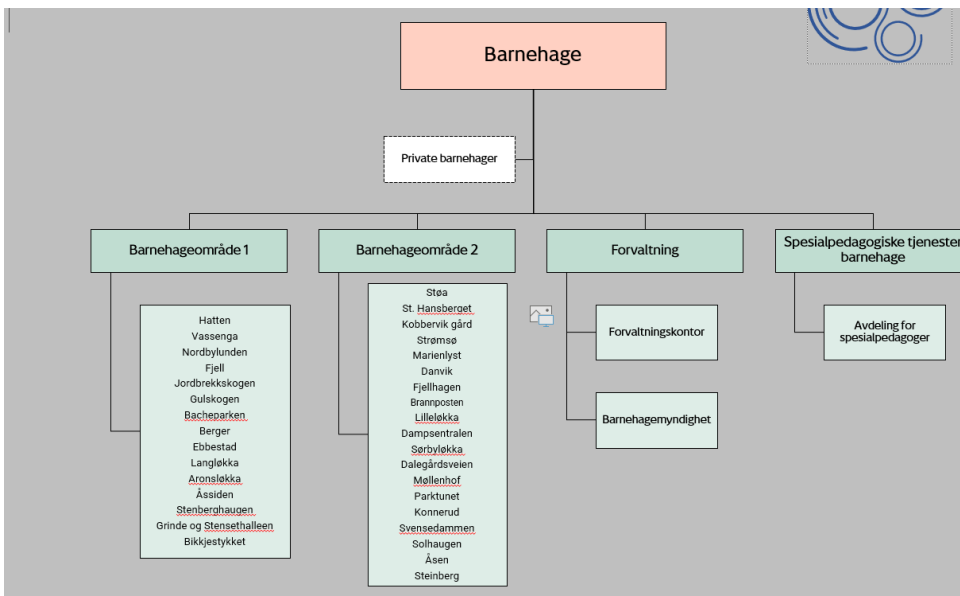 Barnehage
Private barnehager
Barnehageområde 1
Hatten
Vassenga
Nordbylunden
Fjell
Jordbrekkskogen
Gulskogen
Bacheparken
Berger
Ebbestad
Langløkka
Aronsløkka
Åssiden
Stenberghaugen
Grinde og Stensethalleen
Bikkjestykket
Barnehageområde 2
Støa
St. Hansberget
Kobbervik gård
Strømsø
Marienlyst
Danvik
Fjellhagen
Brannposten
Lilleløkka
Dampsentralen
Sørbyløkka
Dalegårdsveien
Møllenhof
Parktunet
Konnerud
Svensedammen
Solhaugen
Åsen
Steinberg
Forvaltning
Forvaltningskontor
Barnehagemyndighet
Spesialpedagogiske tjenester
barnehage
Avdeling for
spesialpedagoger